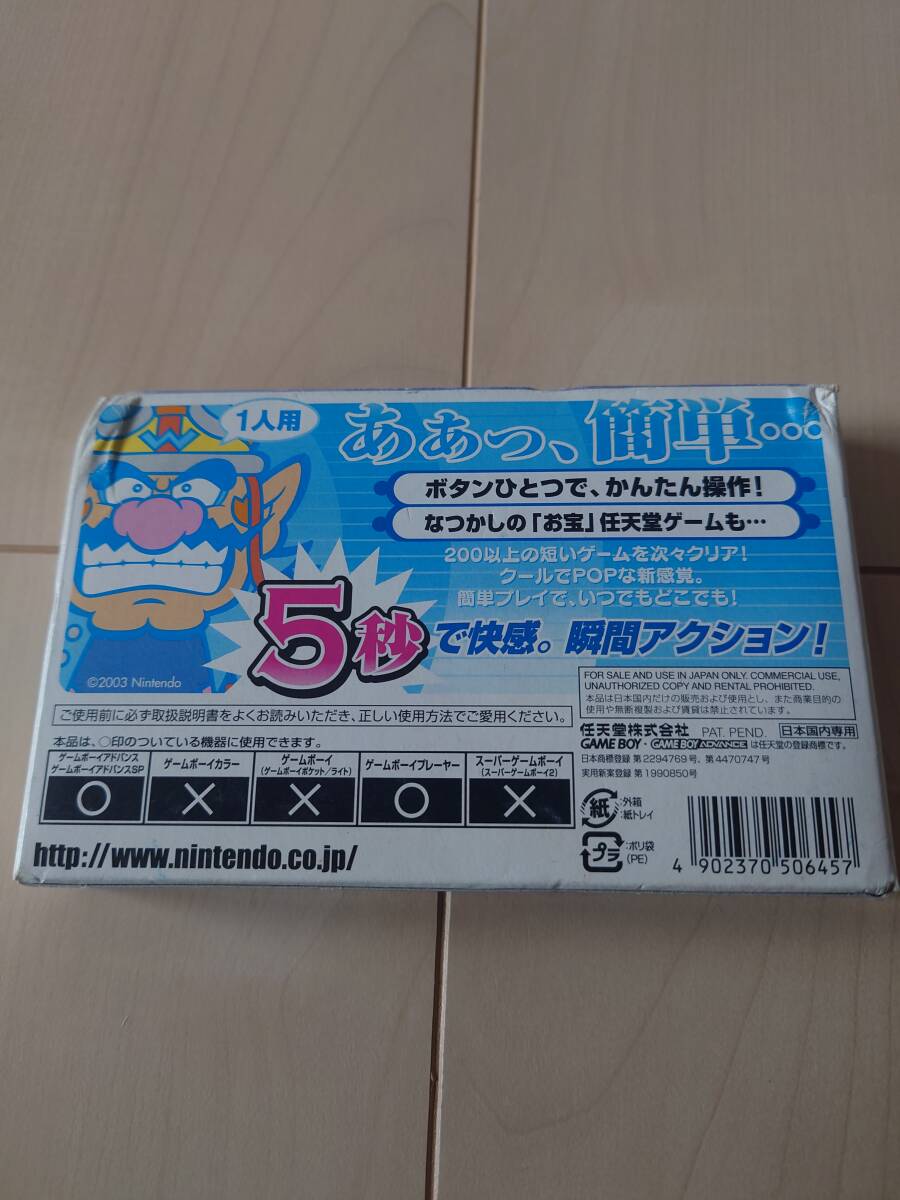 1人用
あぁっ、簡単…
ボタンひとつで、かんたん操作!
なつかしの「お宝」任天堂ゲームも…
200以上の短いゲームを次々クリア!
クールでPOPな新感覚。
簡単プレイで、いつでもどこでも!
5秒で快感。瞬間アクション!
©2003 Nintendo
ご使用前に必ず取扱説明書をよくお読みいただき、正しい使用方法でご愛用ください。
本品は、○印のついている機器に使用できます。
ゲームボーイアドバンス
ゲームボーイアドバンスSP
○
ゲームボーイカラー
×
ゲームボーイ
(ゲームボーイポケット/ライト)
×
ゲームボーイプレーヤー
○
スーパーゲームボーイ
(スーパーゲームボーイ2)
×
http://www.nintendo.co.jp/
FOR SALE AND USE IN JAPAN ONLY. COMMERCIAL USE,
UNAUTHORIZED COPY AND RENTAL PROHIBITED.
本品は日本国内だけの販売および使用とし、また商業目的の
使用や無断複製および賃貸は禁止されています。
任天堂株式会社 PAT. PEND. 日本国内専用
GAME BOY・GAME BOY ADVANCE は任天堂の登録商標です。
日本商標登録 第2294769号、第4470747号
実用新案登録 第1990850号
紙
:外箱
:紙トレイ
プラ
:ポリ袋
(PE)
4 902370 506457